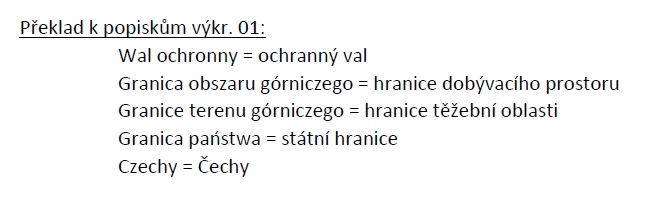 Překlad k popiskům výkr. 01:
Wal ochronny = ochranný val
Granica obszaru górniczego = hranice dobývacího prostoru
Granice terenu górniczego = hranice těžební oblasti
Granica państwa = státní hranice
Czechy = Čechy